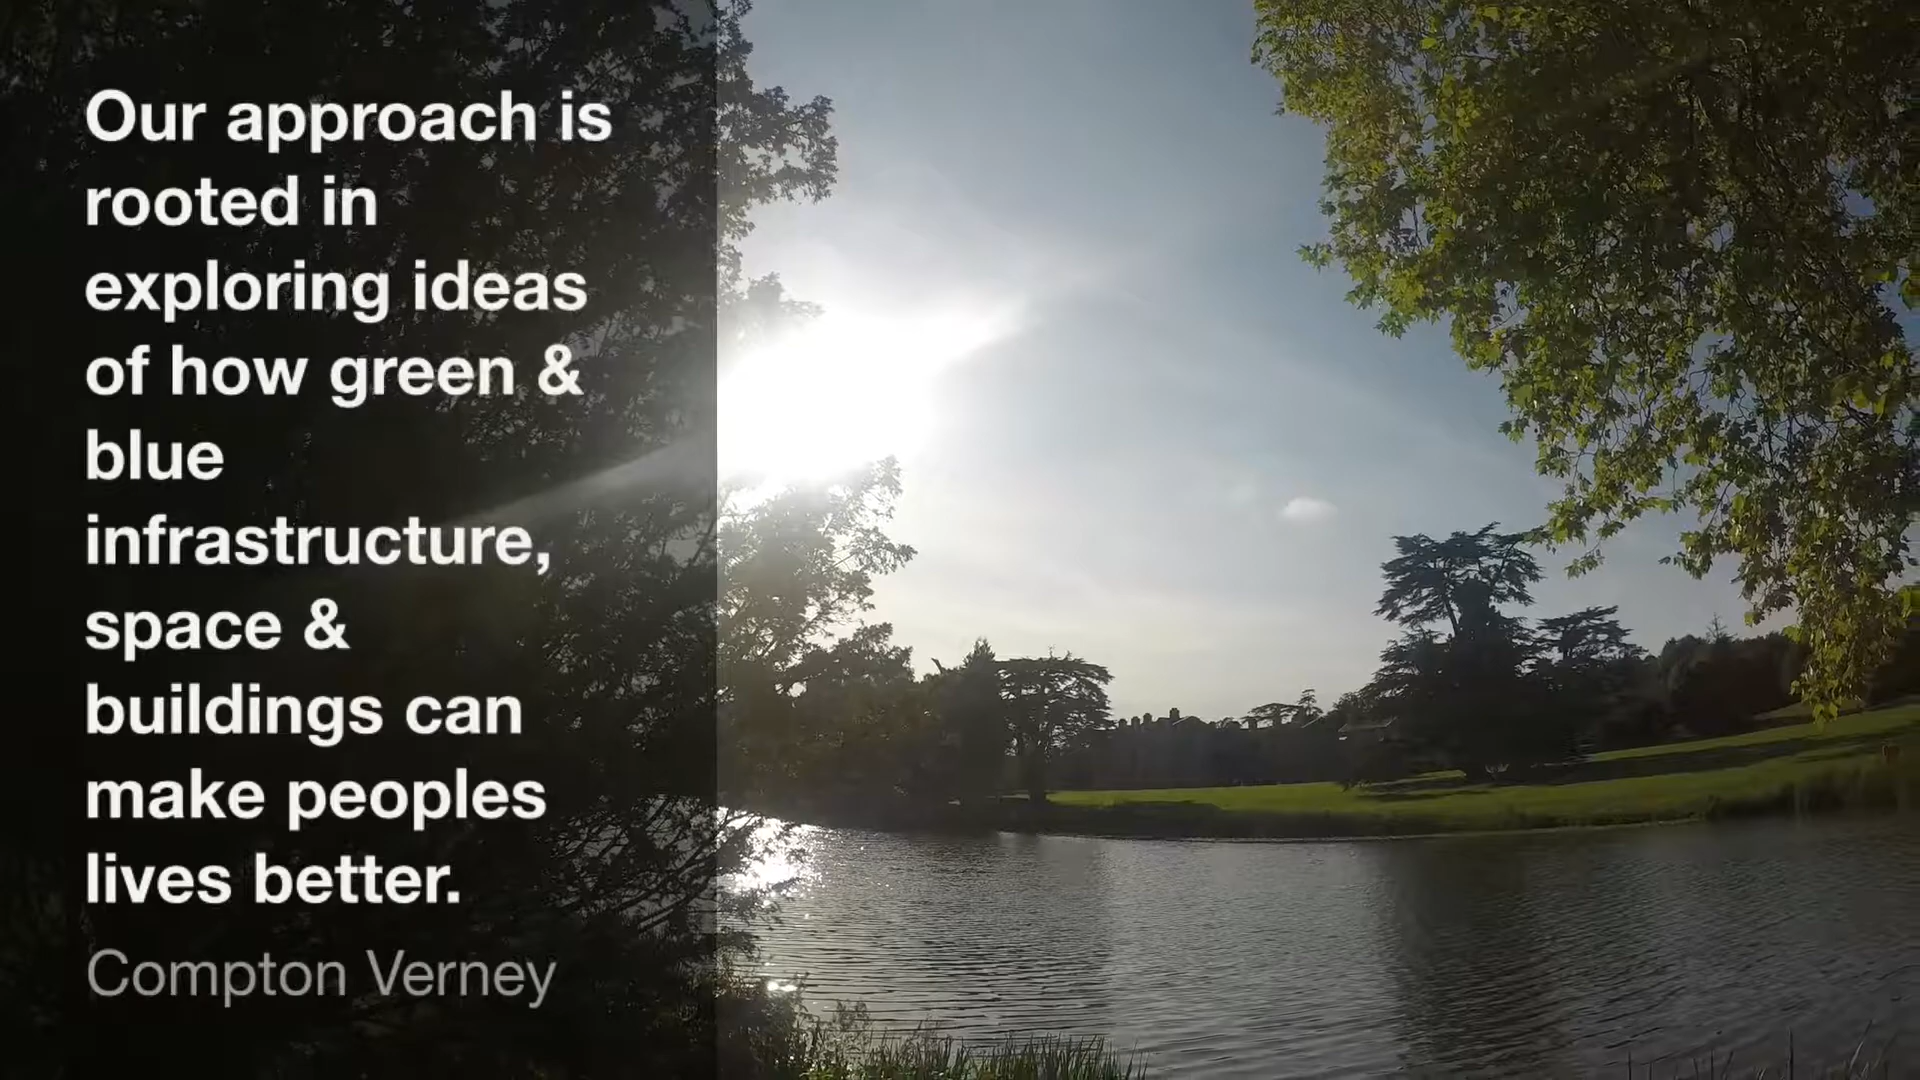 Our approach is
rooted in
exploring ideas
of how green &
blue
infrastructure,
space &
buildings can
make peoples
lives better.
Compton Verney